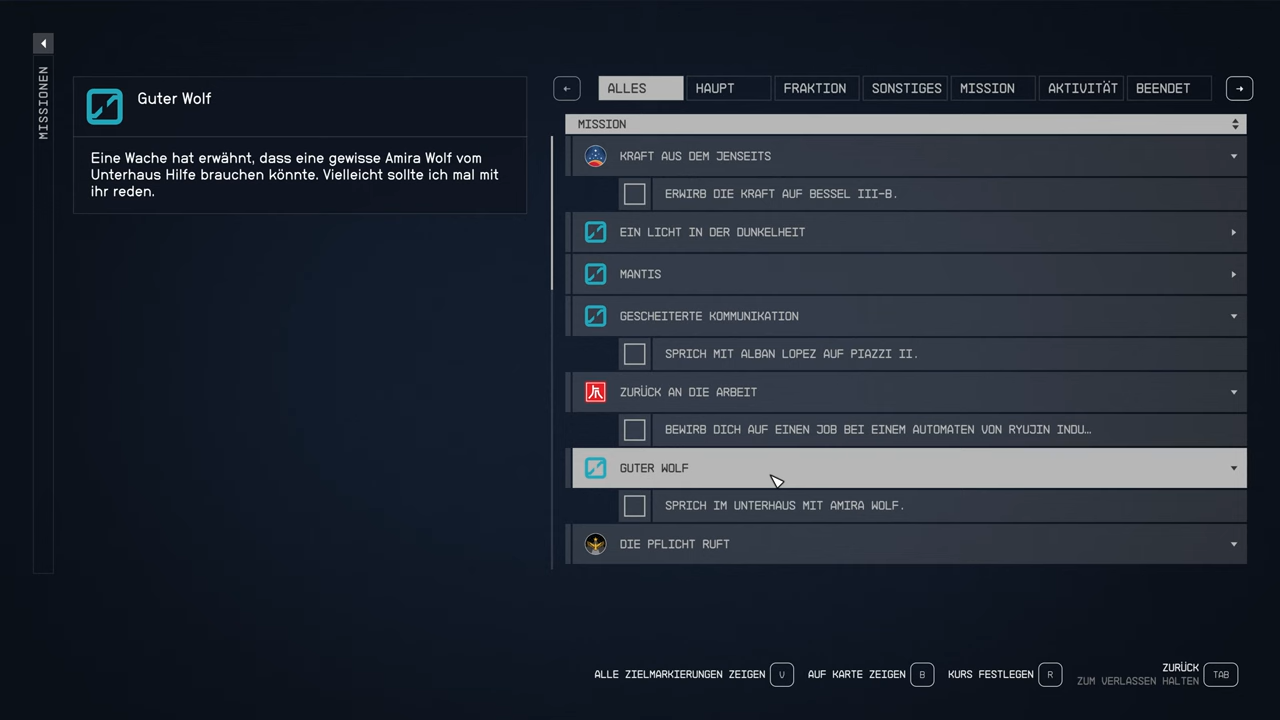 MISSIONEN
Guter Wolf
Eine Wache hat erwähnt, dass eine gewisse Amira Wolf vom
Unterhaus Hilfe brauchen könnte. Vielleicht sollte ich mal mit
ihr reden.
ALLES HAUPT FRAKTION SONSTIGES MISSION AKTIVITÄT BEENDET
MISSION
KRAFT AUS DEM JENSEITS
ERWIRB DIE KRAFT AUF BESSEL III-B.
EIN LICHT IN DER DUNKELHEIT
MANTIS
GESCHEITERTE KOMMUNIKATION
SPRICH MIT ALBAN LOPEZ AUF PIAZZI II.
ZURÜCK AN DIE ARBEIT
BEWIRB DICH AUF EINEN JOB BEI EINEM AUTOMATEN VON RYUJIN INDU...
GUTER WOLF
SPRICH IM UNTERHAUS MIT AMIRA WOLF.
DIE PFLICHT RUFT
ALLE ZIELMARKIERUNGEN ZEIGEN V AUF KARTE ZEIGEN B KURS FESTLEGEN R ZURÜCK TAB
ZUM VERLASSEN HALTEN